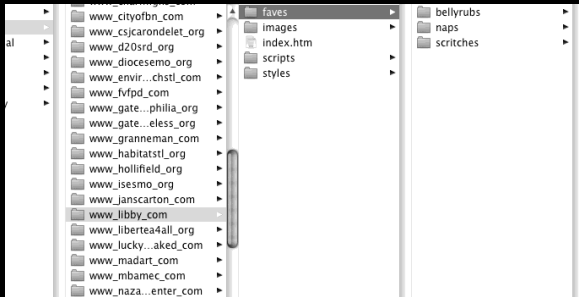 al
y
www_cityofbn_com
www_csjcarondelet_org
www_d20srd_org
www_diocesemo_org
www_envir...chstl_com
www_fvfpd_com
www_gate...philia_org
www_gate...eless_org
www_granneman_com
www_habitatstl_org
www_hollifield_org
www_isesmo_org
www_janscarton_com
www_libby_com
www_libertea4all_org
www_lucky...aked_com
www_madart_com
www_mbamec_com
www_naza...enter_com
faves
images
index.htm
scripts
styles
bellyrubs
naps
scritches